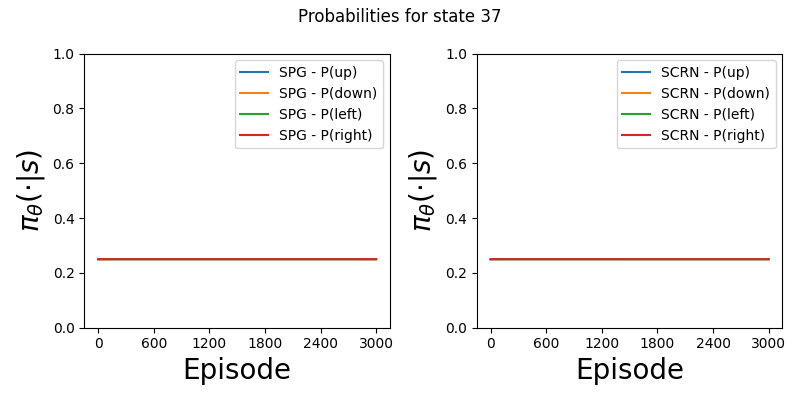 Probabilities for state 37
1.0
0.8
0.6
0.4
0.2
0.0
π_θ(·|s)
SPG - P(up)
SPG - P(down)
SPG - P(left)
SPG - P(right)
0 600 1200 1800 2400 3000
Episode
1.0
0.8
0.6
0.4
0.2
0.0
π_θ(·|s)
SCRN - P(up)
SCRN - P(down)
SCRN - P(left)
SCRN - P(right)
0 600 1200 1800 2400 3000
Episode